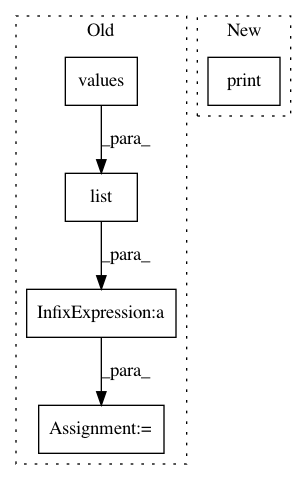 Old
New
values
print
_para_
list
_para_
InfixExpression:a
_para_
Assignment:=